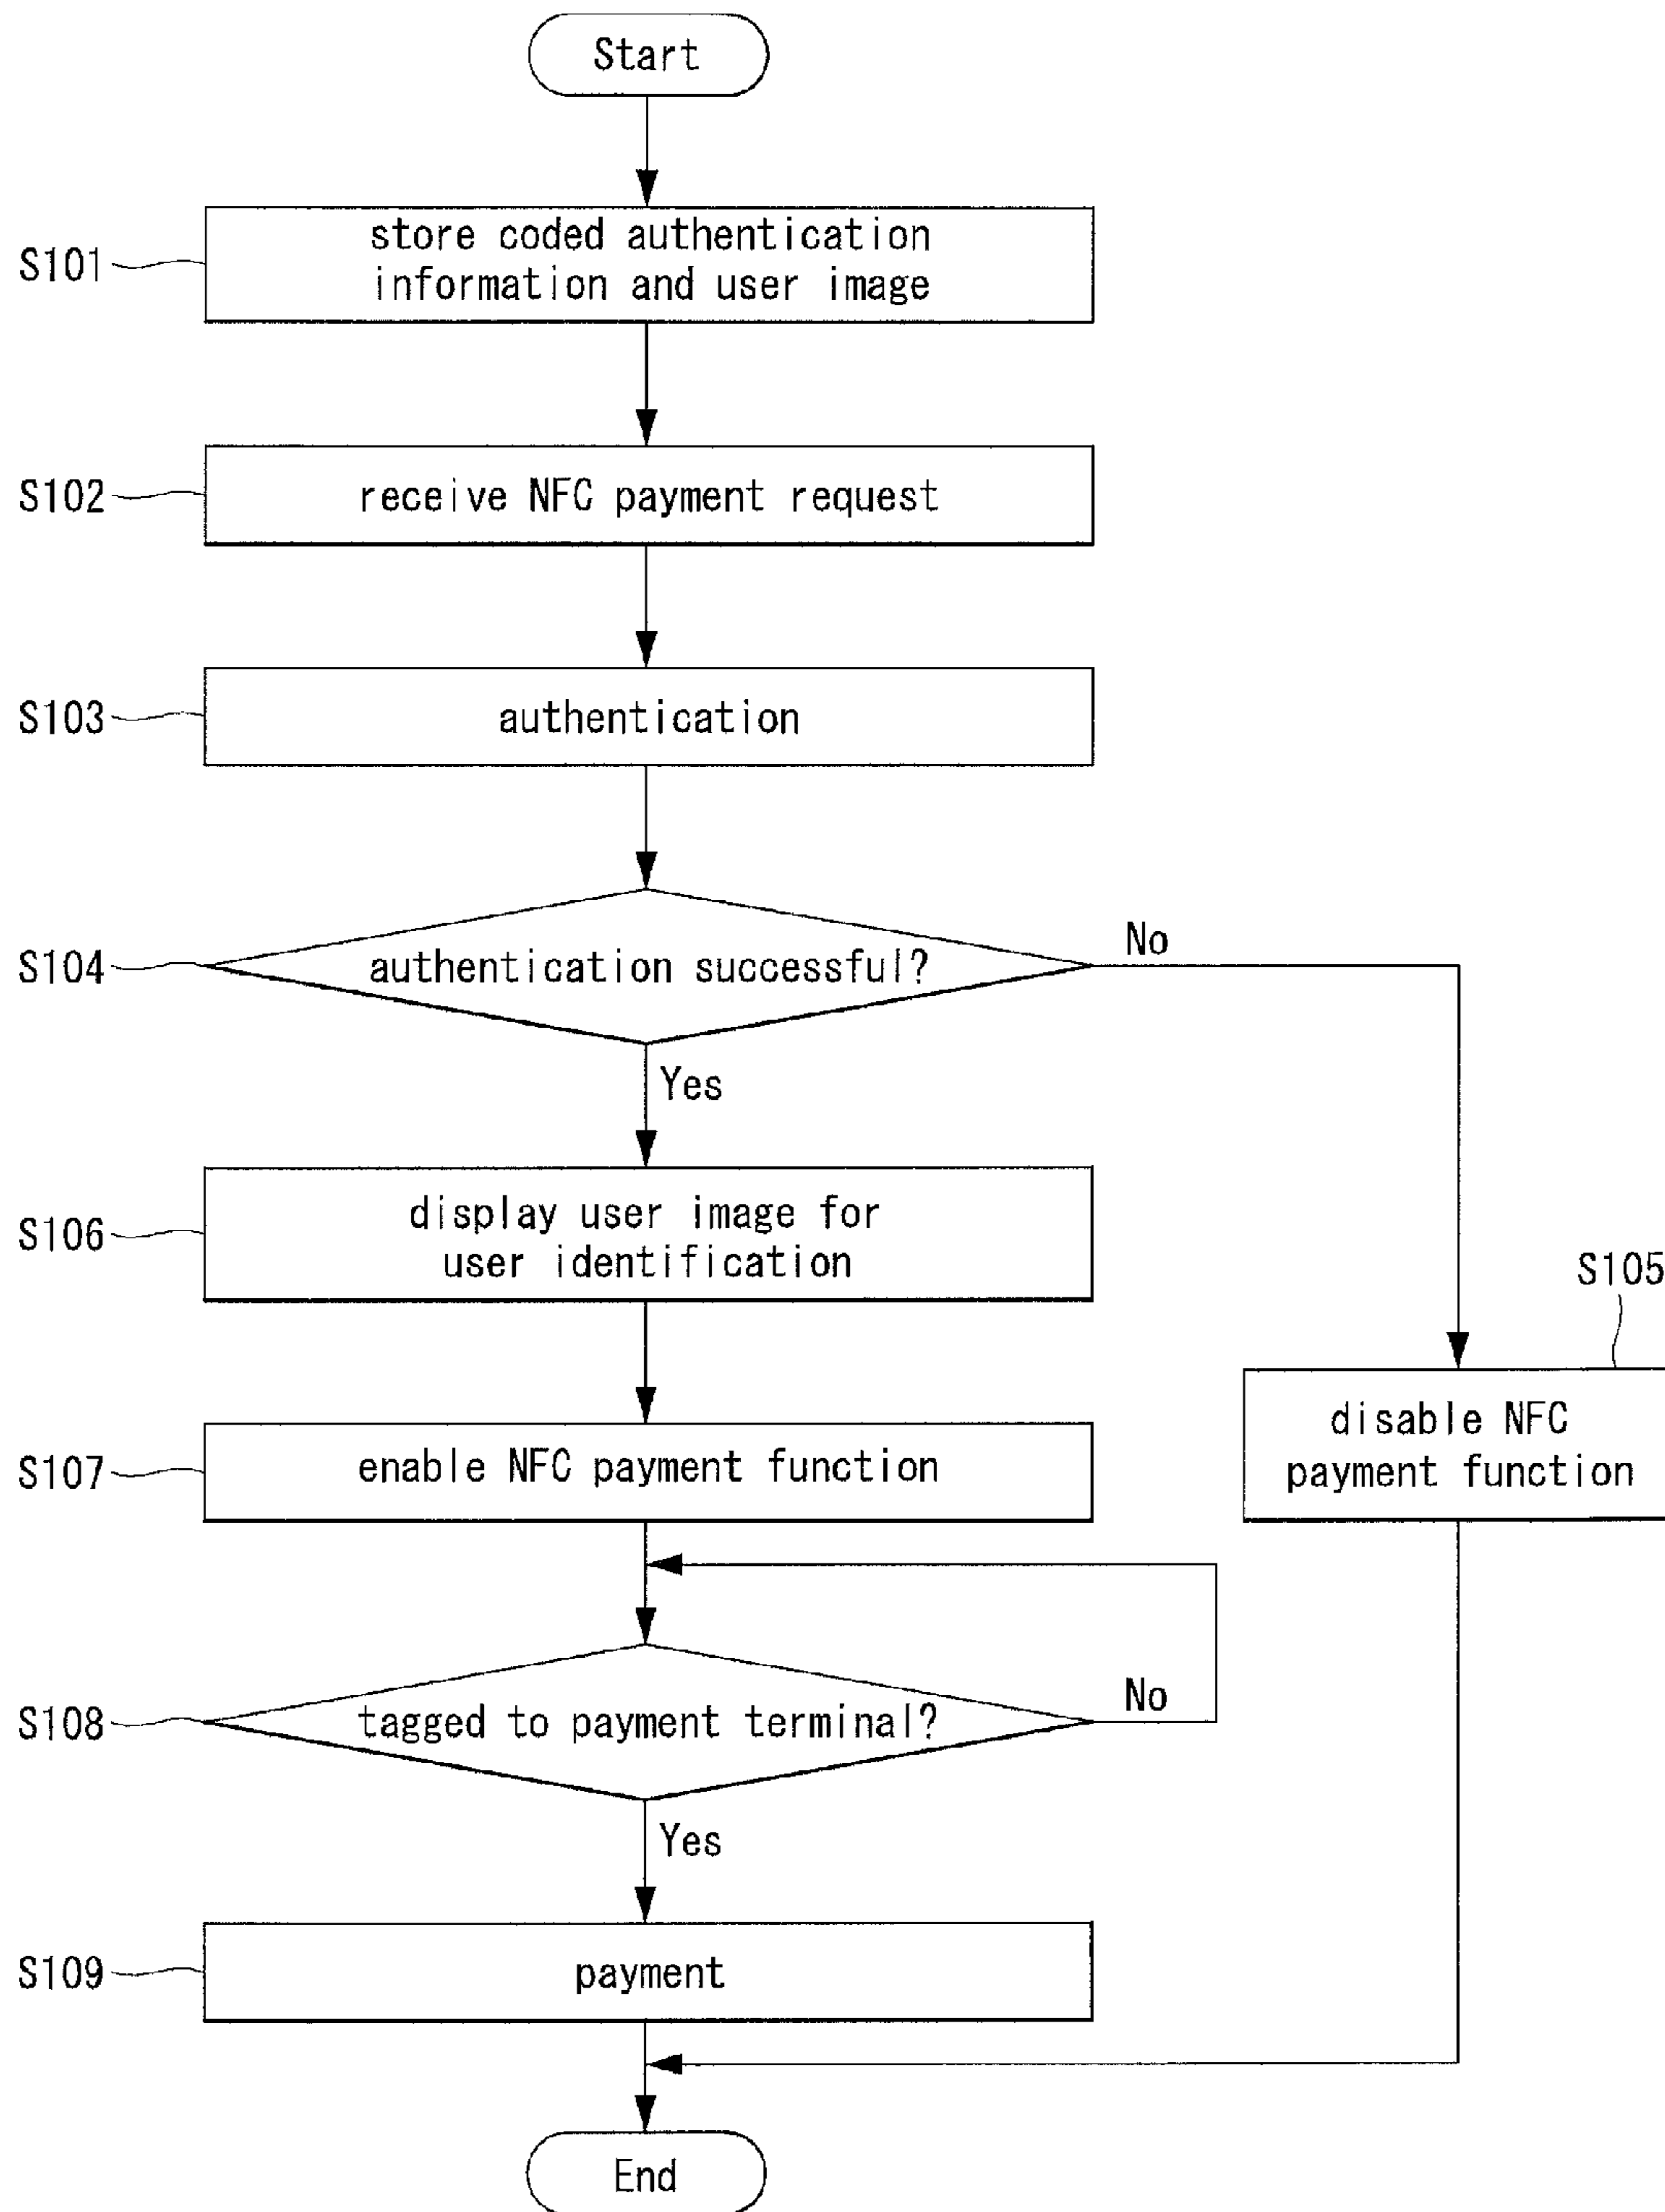 Start
S101
store coded authentication
information and user image
S102
receive NFC payment request
S103
authentication
S104
authentication successful?
No
Yes
S106
display user image for
user identification
S105
disable NFC
payment function
S107
enable NFC payment function
S108
tagged to payment terminal?
No
Yes
S109
payment
End